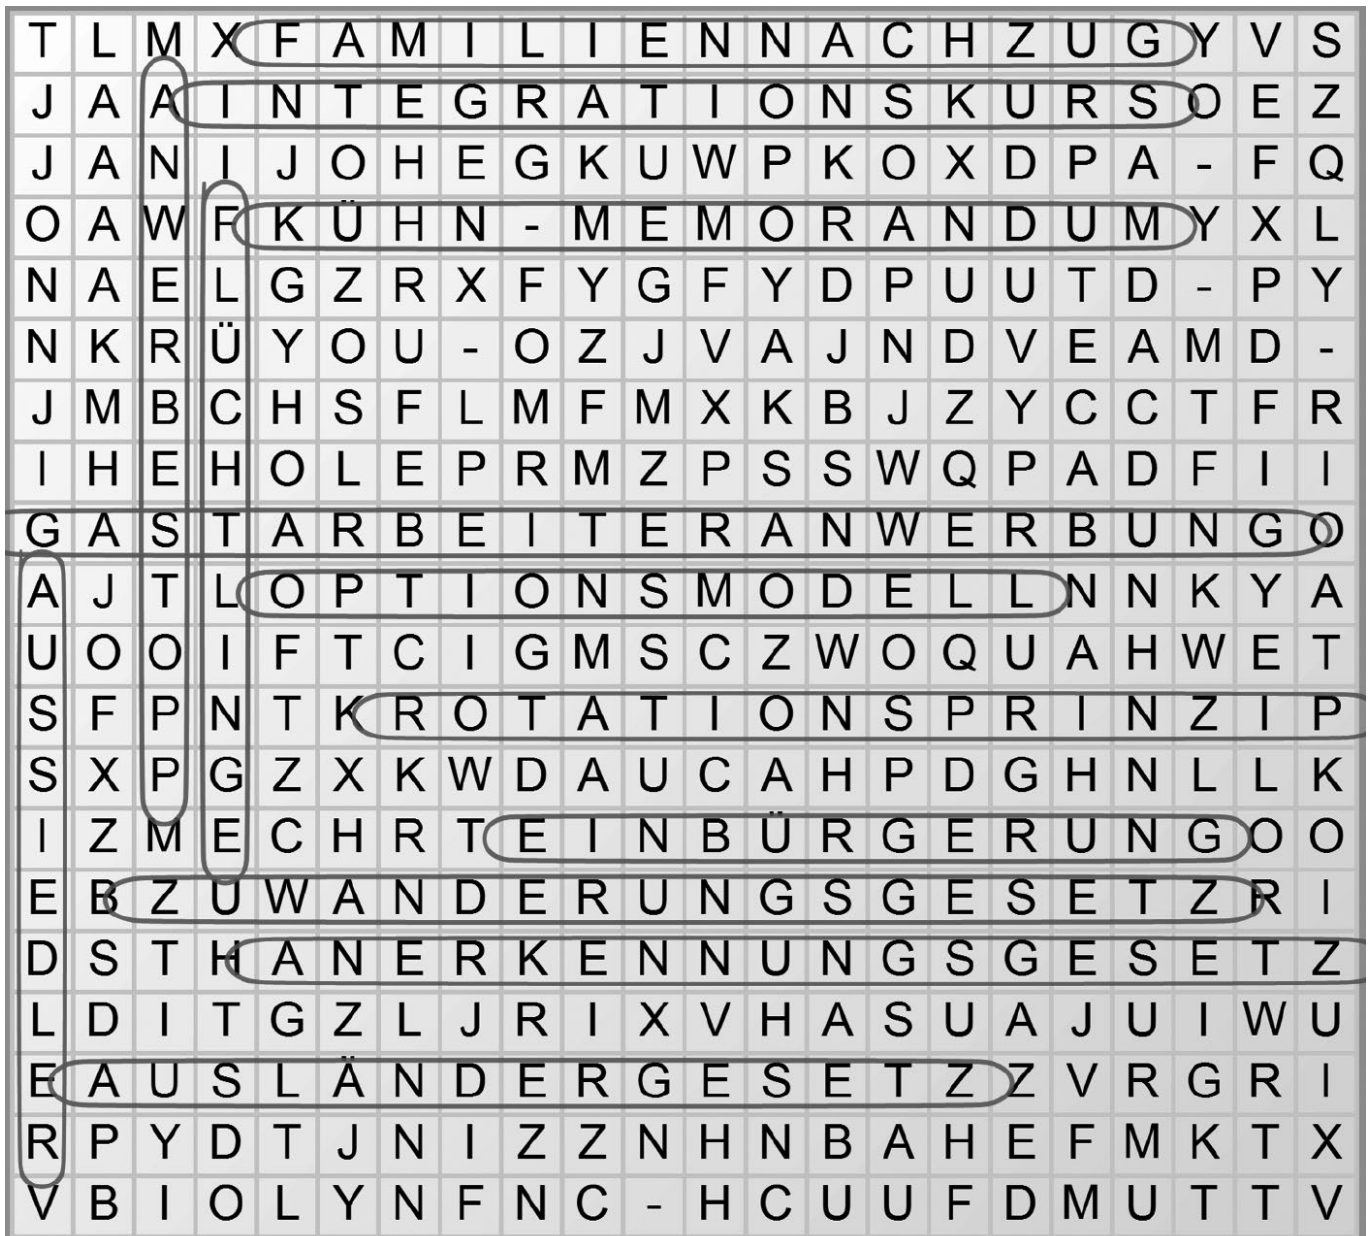 T L M X F A M I L I E N N A C H Z U G Y V S
J A A I N T E G R A T I O N S K U R S O E Z
J A N I J O H E G K U W P K O X D P A - F Q
O A W F K Ü H N - M E M O R A N D U M Y X L
N A E L G Z R X F Y G F Y D P U U T D - P Y
N K R Ü Y O U - O Z J V A J N D V E A M D -
J M B C H S F L M F M X K B J Z Y C C T F R
I H E H O L E P R M Z P S S W Q P A D F I I
G A S T A R B E I T E R A N W E R B U N G O
A J T L O P T I O N S M O D E L L N N K Y A
U O O I F T C I G M S C Z W O Q U A H W E T
S F P N T K R O T A T I O N S P R I N Z I P
S X P G Z X K W D A U C A H P D G H N L L K
I Z M E C H R T E I N B Ü R G E R U N G O O
E B Z U W A N D E R U N G S G E S E T Z R I
D S T H A N E R K E N N U N G S G E S E T Z
L D I T G Z L J R I X V H A S U A J U I W U
E A U S L Ä N D E R G E S E T Z Z V R G R I
R P Y D T J N I Z Z N H N B A H E F M K T X
V B I O L Y N F N C - H C U U F D M U T T V